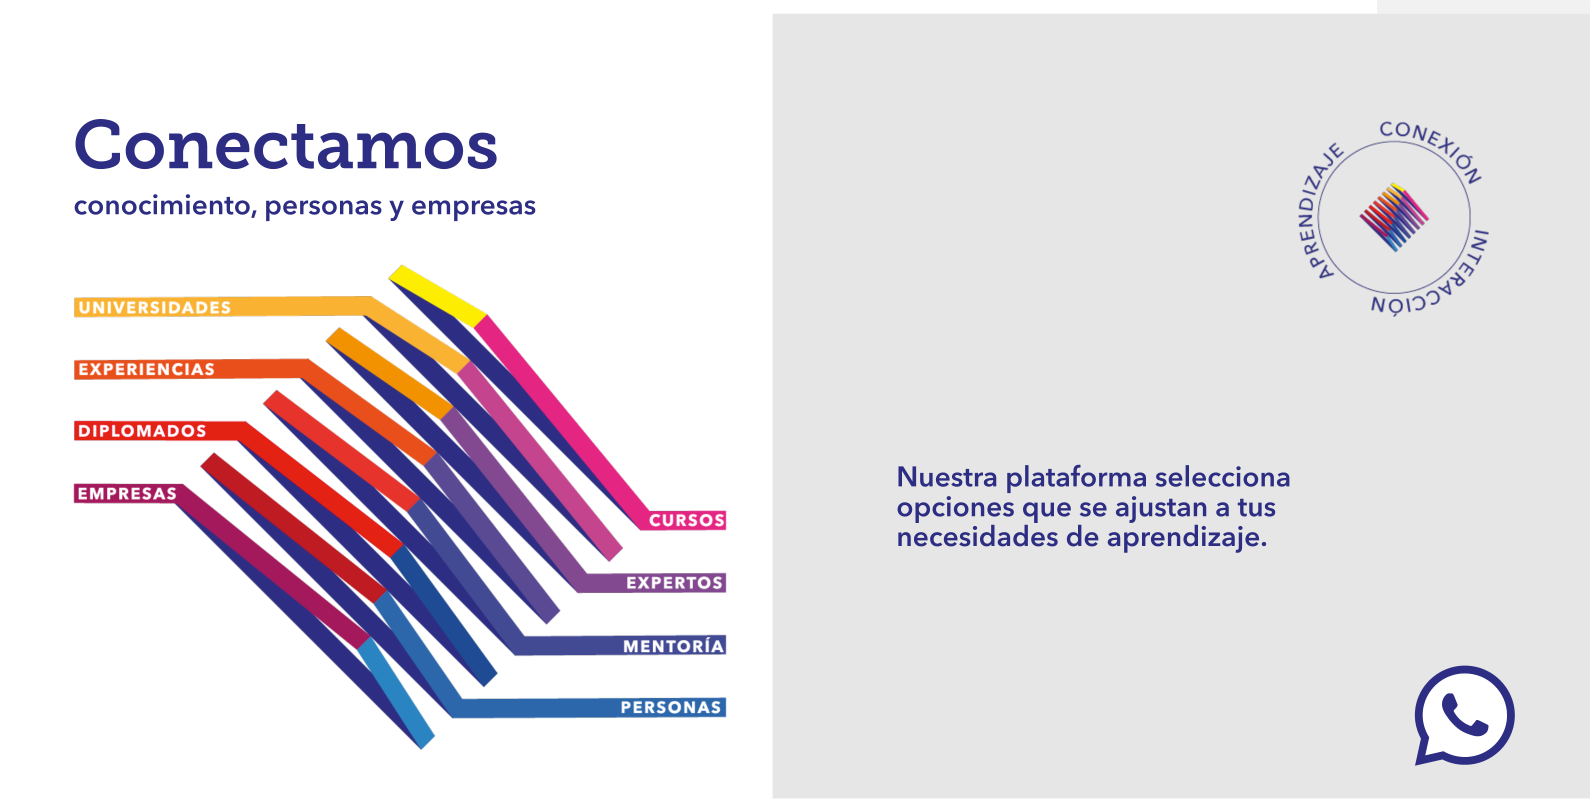 Conectamos
conocimiento, personas y empresas
UNIVERSIDADES
EXPERIENCIAS
DIPLOMADOS
EMPRESAS
CURSOS
EXPERTOS
MENTORÍA
PERSONAS
APRENDIZAJE
CONEXIÓN
INTERACCIÓN
Nuestra plataforma selecciona
opciones que se ajustan a tus
necesidades de aprendizaje.